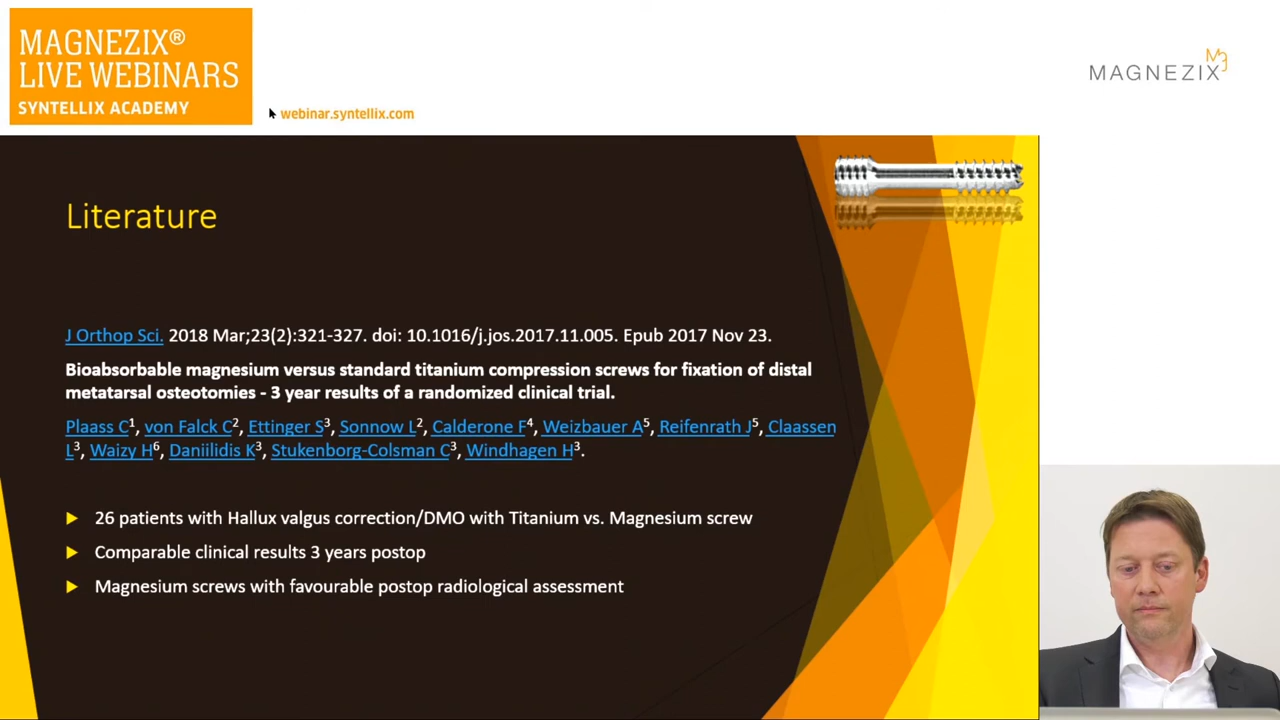 MAGNEZIX®
LIVE WEBINARS
SYNTELLIX ACADEMY
webinar.syntellix.com
MAGNEZIX
Literature
J Orthop Sci. 2018 Mar;23(2):321-327. doi: 10.1016/j.jos.2017.11.005. Epub 2017 Nov 23.
Bioabsorbable magnesium versus standard titanium compression screws for fixation of distal
metatarsal osteotomies - 3 year results of a randomized clinical trial.
Plaass C1, von Falck C2, Ettinger S3, Sonnow L2, Calderone F4, Weizbauer A5, Reifenrath J5, Claassen
L3, Waizy H6, Daniilidis K3, Stukenborg-Colsman C3, Windhagen H3.
26 patients with Hallux valgus correction/DMO with Titanium vs. Magnesium screw
Comparable clinical results 3 years postop
Magnesium screws with favourable postop radiological assessment